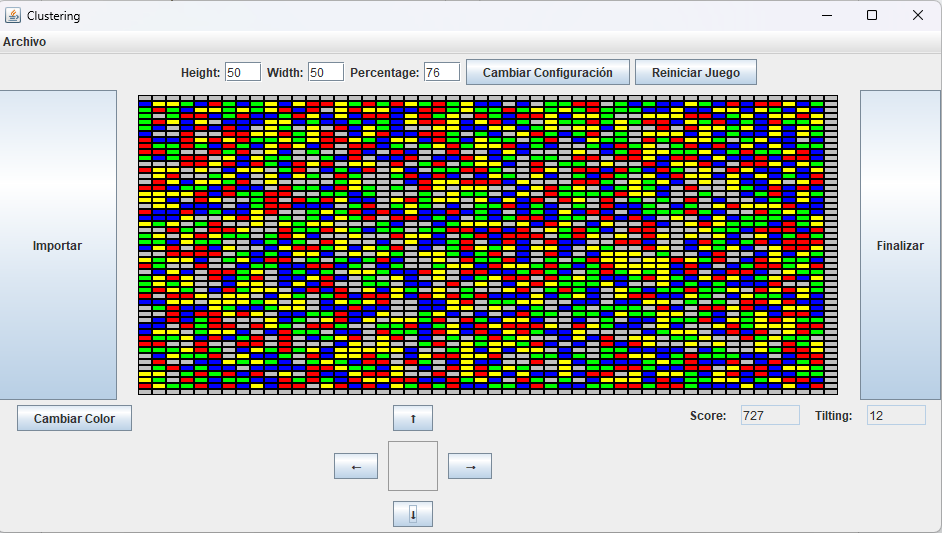 Clustering
Archivo
Height: 50 Width: 50 Percentage: 76 Cambiar Configuración Reiniciar Juego
Importar
Finalizar
Cambiar Color
↑
Score: 727 Tilting: 12
← →
↓